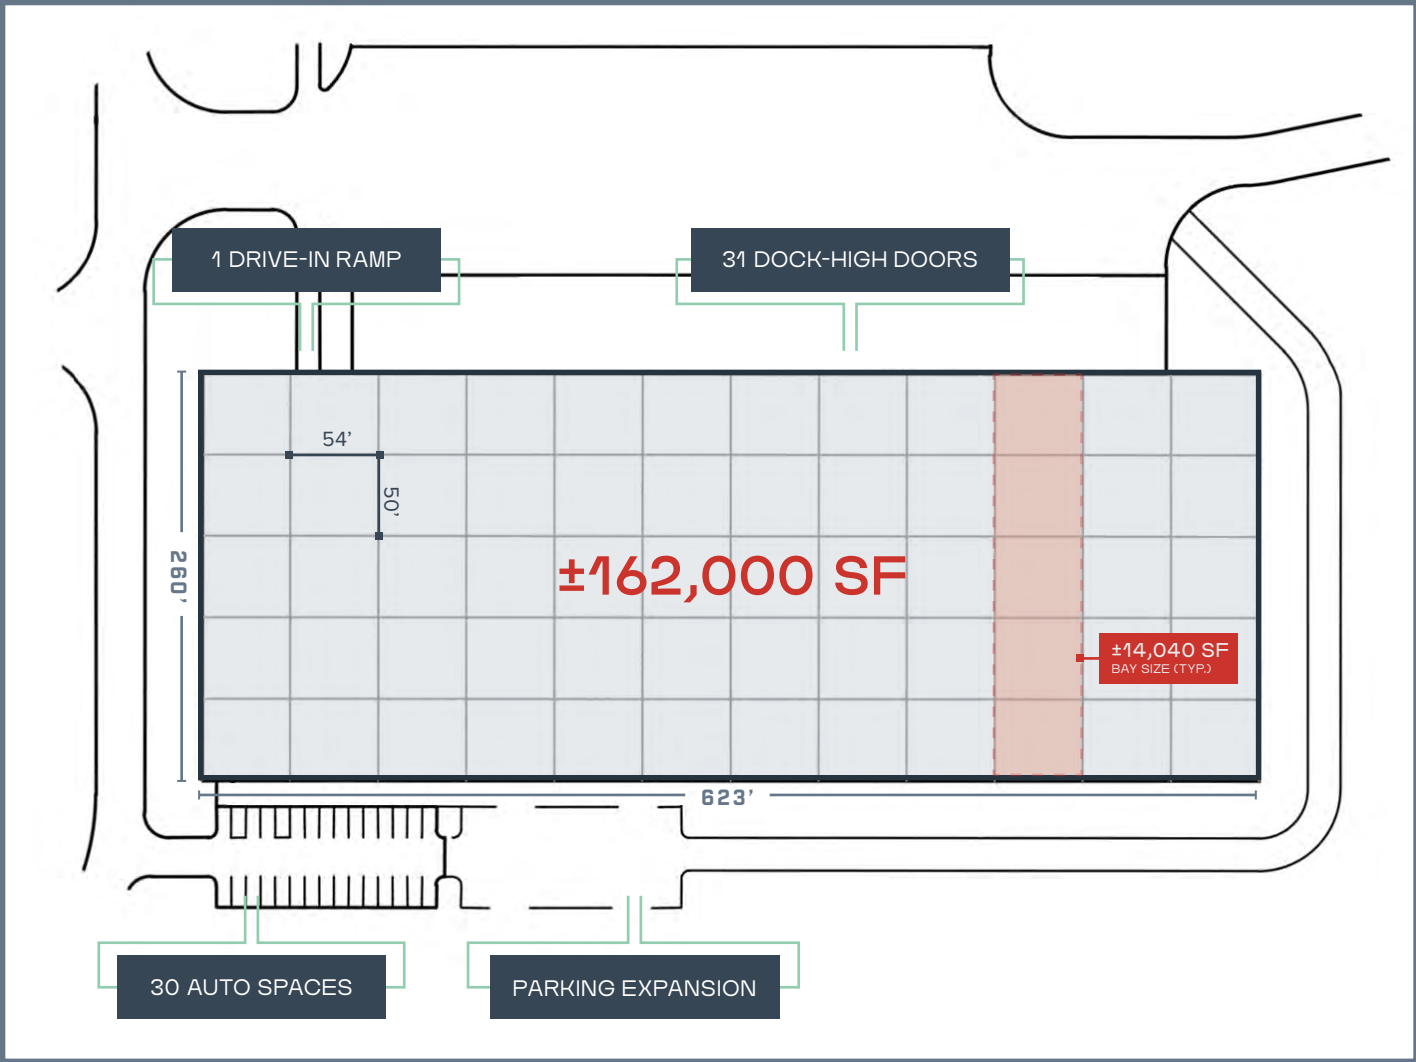 1 DRIVE-IN RAMP
31 DOCK-HIGH DOORS
54’
50’
260’
±162,000 SF
±14,040 SF
BAY SIZE (TYP.)
623’
30 AUTO SPACES
PARKING EXPANSION